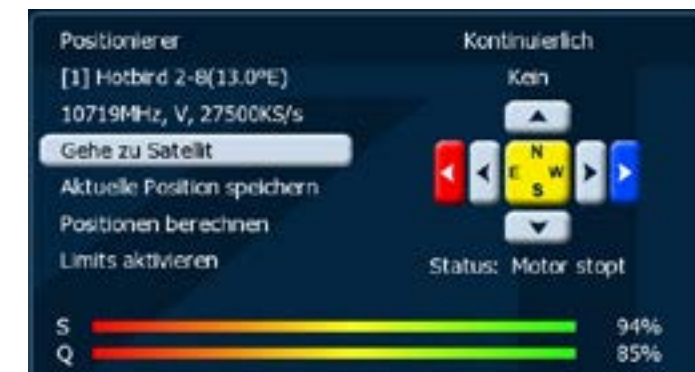 Positionierer
Kontinuierlich
[1] Hotbird 2-8(13.0ºE)
Kein
10719MHz, V, 27500KS/s
Gehe zu Satellit
Aktuelle Position speichern
Positionen berechnen
Limits aktivieren
N
E W
S
Status: Motor stopt
S 94%
Q 85%